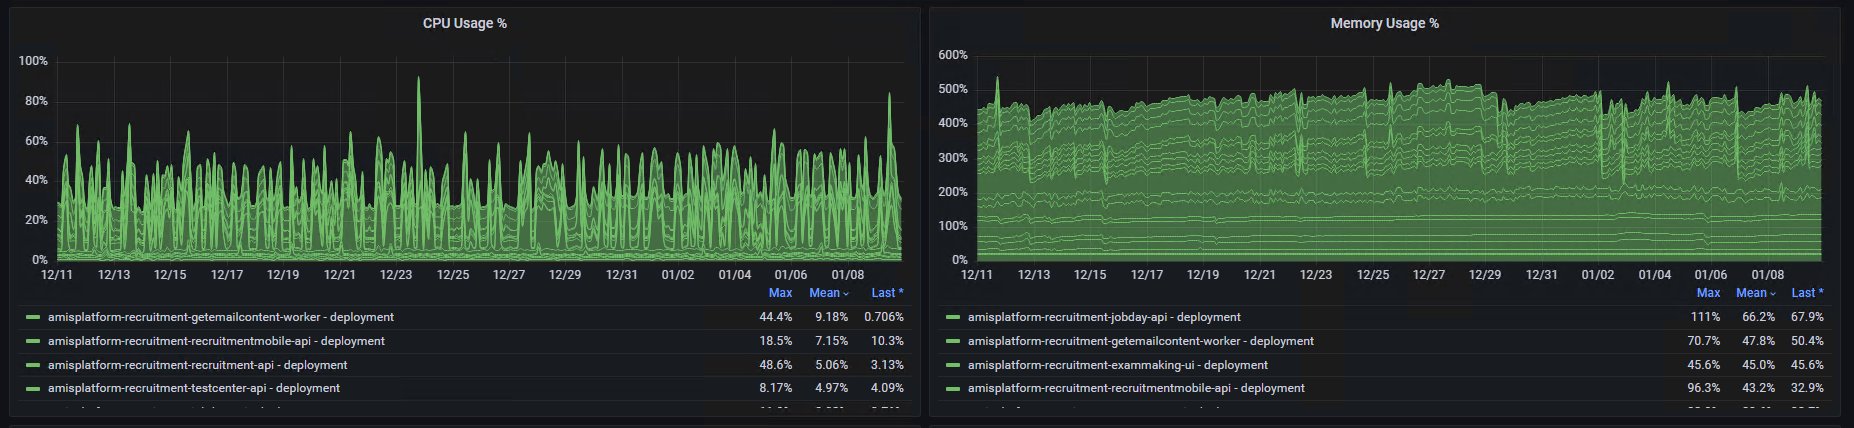 CPU Usage %
100%
80%
60%
40%
20%
0%
12/11 12/13 12/15 12/17 12/19 12/21 12/23 12/25 12/27 12/29 12/31 01/02 01/04 01/06 01/08
Max Mean Last *
amisplatform-recruitment-getemailcontent-worker - deployment 44.4% 9.18% 0.706%
amisplatform-recruitment-recruitmentmobile-api - deployment 18.5% 7.15% 10.3%
amisplatform-recruitment-recruitment-api - deployment 48.6% 5.06% 3.13%
amisplatform-recruitment-testcenter-api - deployment 8.17% 4.97% 4.09%
Memory Usage %
600%
500%
400%
300%
200%
100%
0%
12/11 12/13 12/15 12/17 12/19 12/21 12/23 12/25 12/27 12/29 12/31 01/02 01/04 01/06 01/08
Max Mean Last *
amisplatform-recruitment-jobday-api - deployment 111% 66.2% 67.9%
amisplatform-recruitment-getemailcontent-worker - deployment 70.7% 47.8% 50.4%
amisplatform-recruitment-exammaking-ui - deployment 45.6% 45.0% 45.6%
amisplatform-recruitment-recruitmentmobile-api - deployment 96.3% 43.2% 32.9%